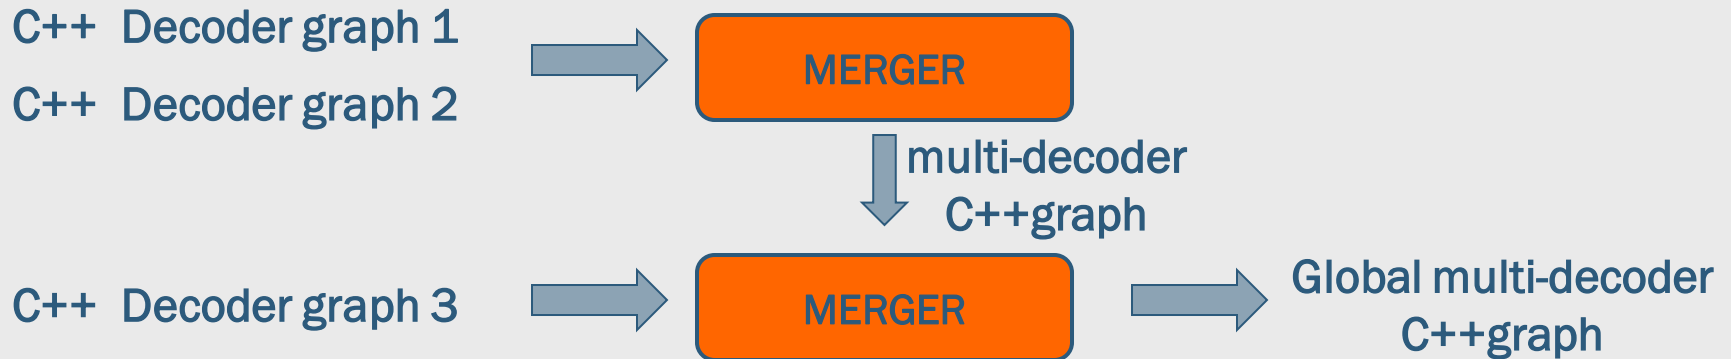 C++ Decoder graph 1
MERGER
C++ Decoder graph 2
multi-decoder
C++graph
C++ Decoder graph 3
MERGER
Global multi-decoder
C++graph